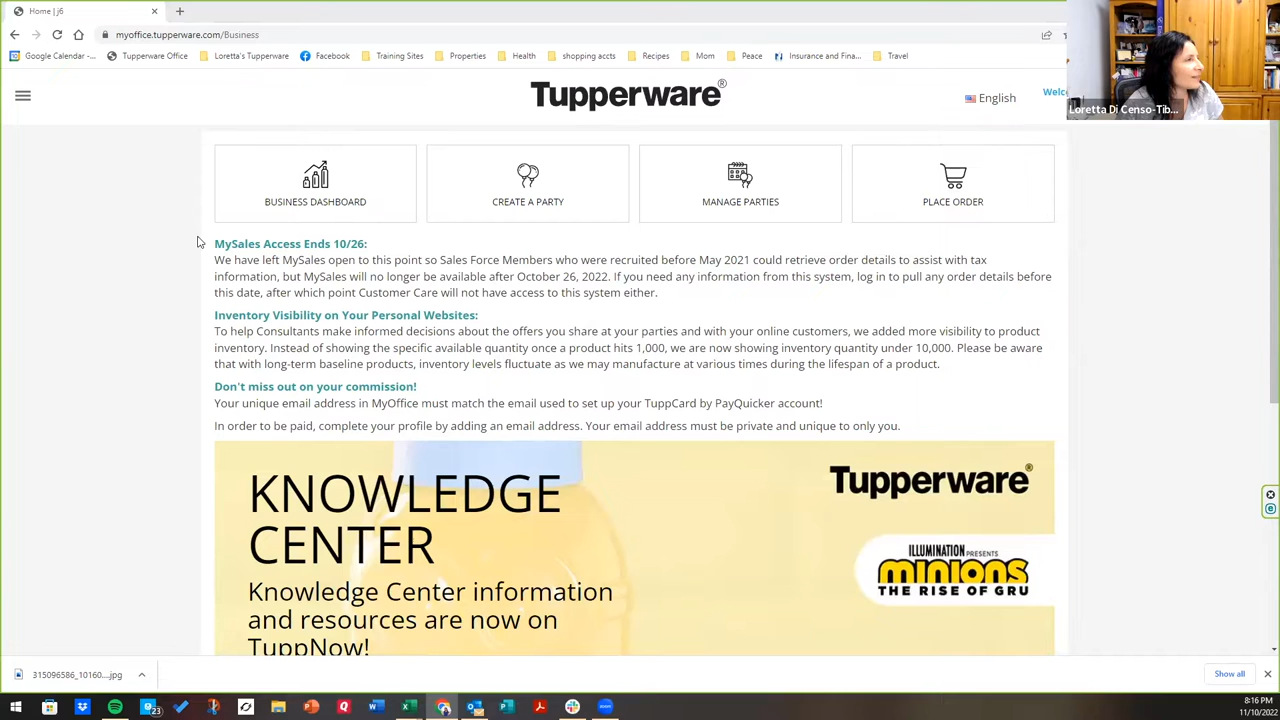 Home | j6
myoffice.tupperware.com/Business
Google Calendar -...
Tupperware Office
Loretta's Tupperware
Facebook
Training Sites
Properties
Health
shopping accts
Recipes
Mom
Peace
Insurance and Fina...
Travel
Tupperware®
English
Welc
Loretta Di Censo-Tib...
BUSINESS DASHBOARD
CREATE A PARTY
MANAGE PARTIES
PLACE ORDER
MySales Access Ends 10/26:
We have left MySales open to this point so Sales Force Members who were recruited before May 2021 could retrieve order details to assist with tax
information, but MySales will no longer be available after October 26, 2022. If you need any information from this system, log in to pull any order details before
this date, after which point Customer Care will not have access to this system either.
Inventory Visibility on Your Personal Websites:
To help Consultants make informed decisions about the offers you share at your parties and with your online customers, we added more visibility to product
inventory. Instead of showing the specific available quantity once a product hits 1,000, we are now showing inventory quantity under 10,000. Please be aware
that with long-term baseline products, inventory levels fluctuate as we may manufacture at various times during the lifespan of a product.
Don't miss out on your commission!
Your unique email address in MyOffice must match the email used to set up your TuppCard by PayQuicker account!
In order to be paid, complete your profile by adding an email address. Your email address must be private and unique to only you.
KNOWLEDGE
CENTER
Knowledge Center information
and resources are now on
TuppNow!
Tupperware®
ILLUMINATION PRESENTS
minions
THE RISE OF GRU
315096586_10160....jpg
Show all
23
8:16 PM
11/10/2022